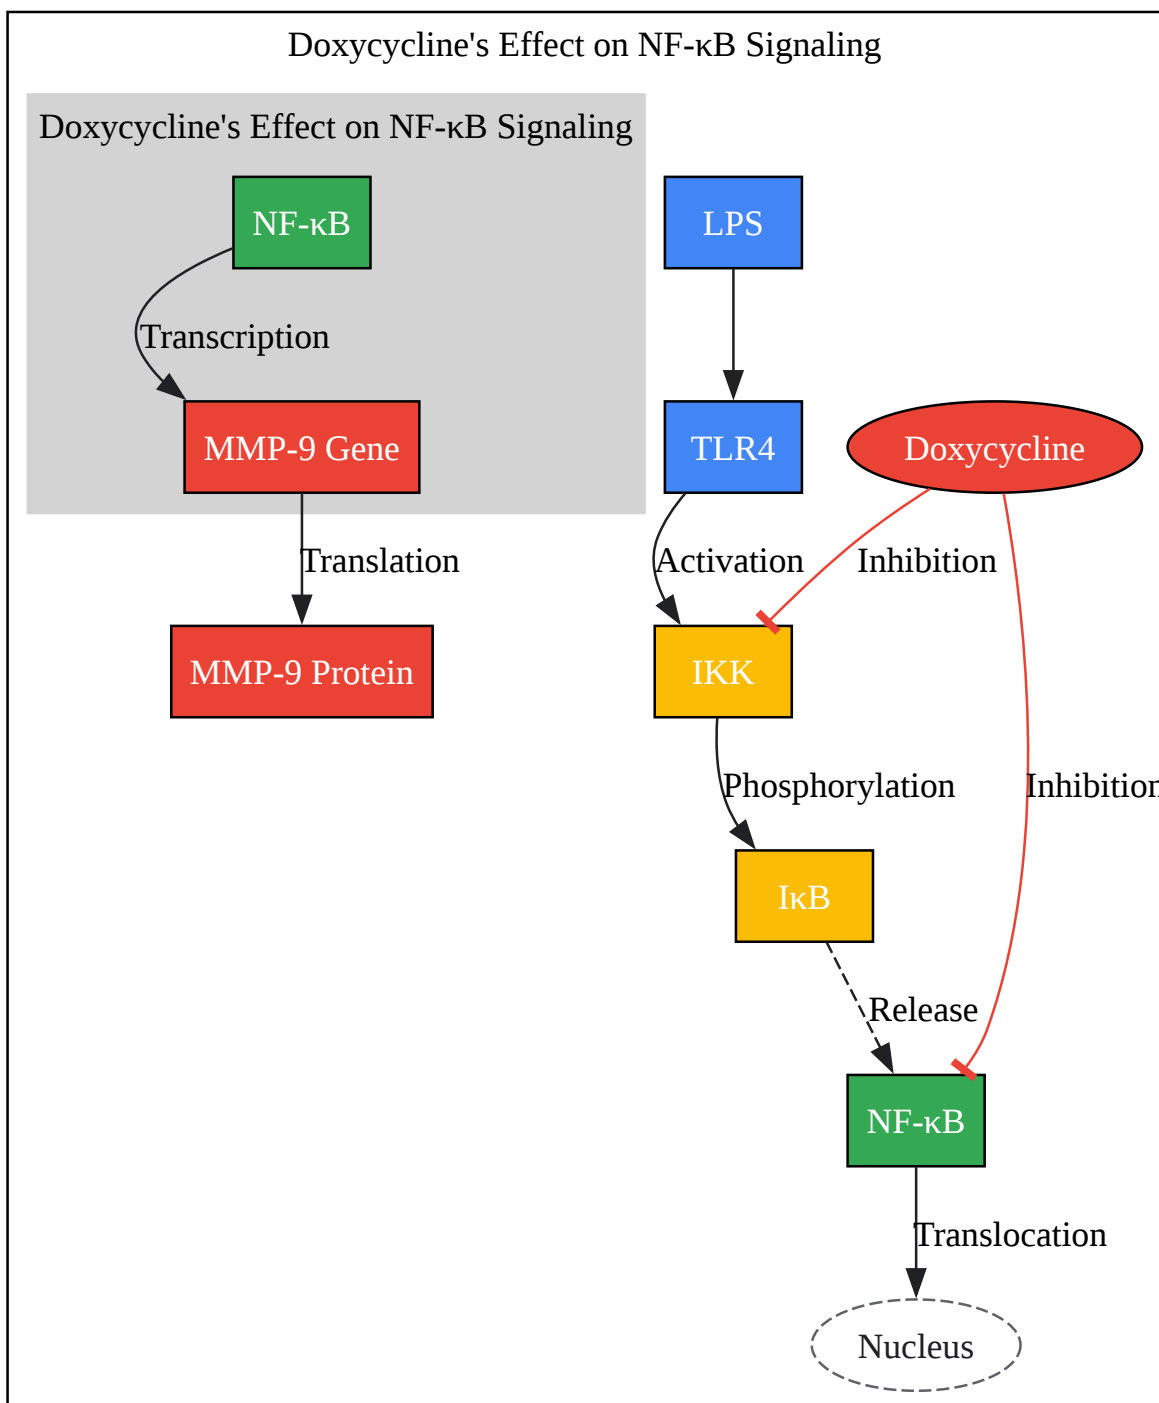 Doxycycline's Effect on NF-κB Signaling
Doxycycline's Effect on NF-κB Signaling
NF-κB
LPS
Transcription
MMP-9 Gene
TLR4
Doxycycline
Translation
Activation
Inhibition
MMP-9 Protein
IKK
Phosphorylation
Inhibition
IκB
Release
NF-κB
Translocation
Nucleus